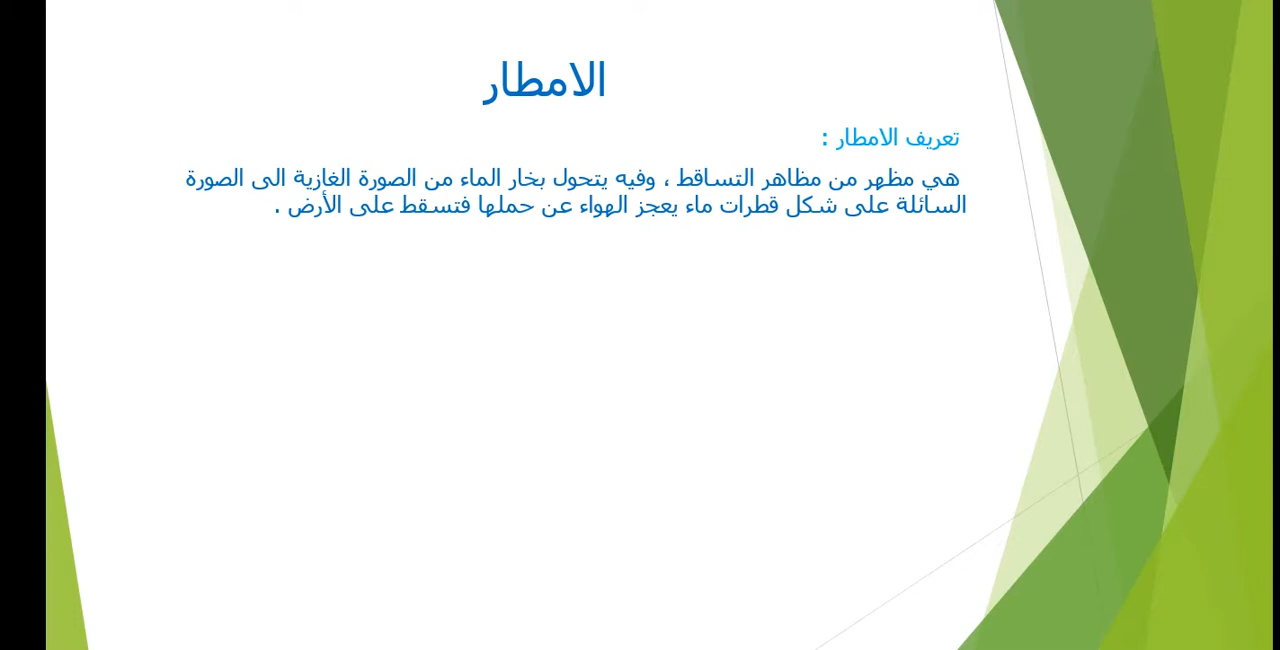 الامطار
تعريف الامطار :
هي مظهر من مظاهر التساقط ، وفيه يتحول بخار الماء من الصورة الغازية الى الصورة
السائلة على شكل قطرات ماء يعجز الهواء عن حملها فتسقط على الأرض .